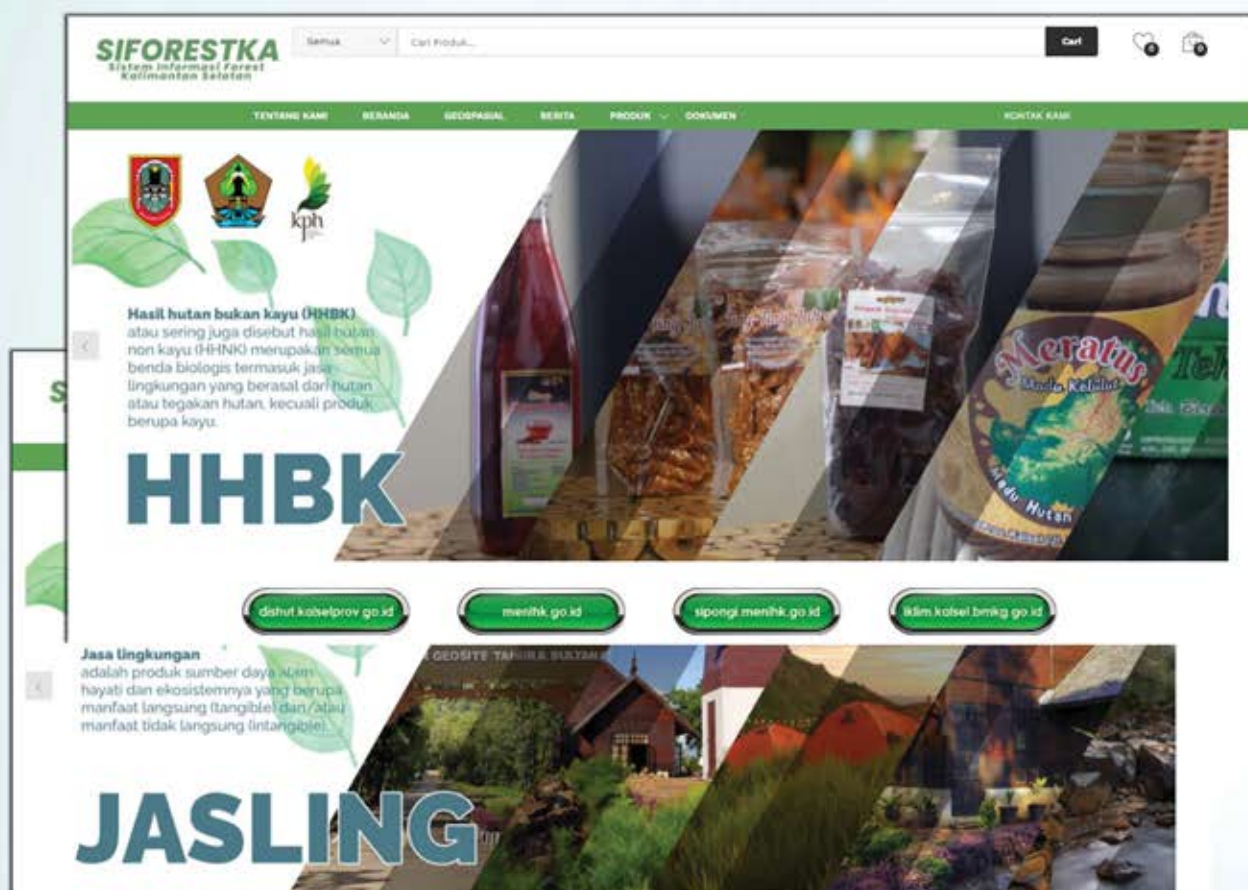 SIFORESTKA
Sistem Informasi Forest
Kalimantan Selatan
Semua
Cari Produk...
Cari
0
0
TENTANG KAMI
BERANDA
GEOSPASIAL
BERITA
PRODUK
DOKUMEN
KONTAK KAMI
kph
Hasil hutan bukan kayu (HHBK)
atau sering juga disebut hasil hutan
non kayu (HHNK) merupakan semua
benda biologis termasuk jasa
lingkungan yang berasal dari hutan
atau tegakan hutan, kecuali produk
berupa kayu.
HHBK
Meratus
Madu Kelulut
Madu Hutan
Teh
dishut.kalselprov.go.id
menlhk.go.id
sipongi.menlhk.go.id
iklim.kalsel.bmkg.go.id
S
Jasa lingkungan
adalah produk sumber daya alam
hayati dan ekosistemnya yang berupa
manfaat langsung (tangible) dan/atau
manfaat tidak langsung (intangible).
GEOSITE TAHURA SULTAN
JASLING